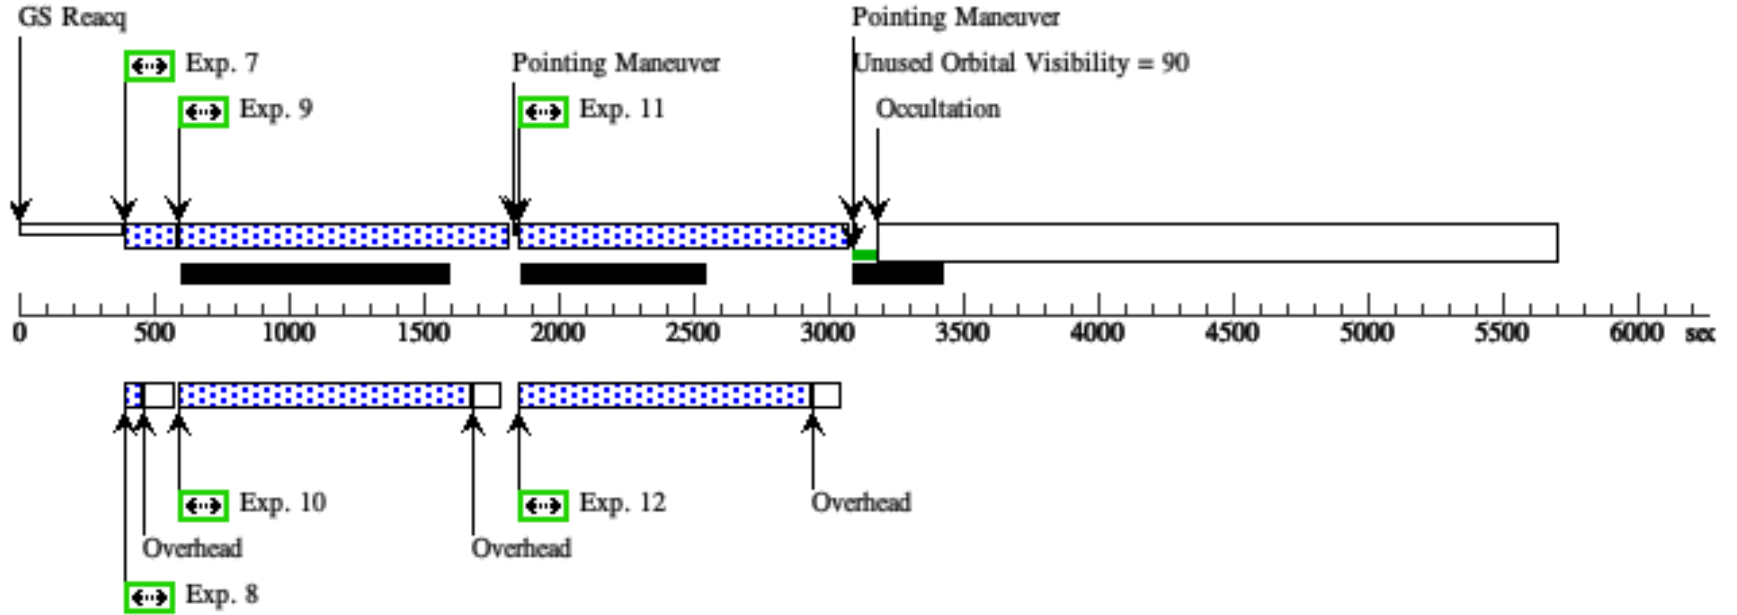 GS Reacq
Pointing Maneuver
Exp. 7
Pointing Maneuver
Unused Orbital Visibility = 90
Exp. 9
Exp. 11
Occultation
0 500 1000 1500 2000 2500 3000 3500 4000 4500 5000 5500 6000 sec
Exp. 10
Exp. 12
Overhead
Overhead
Overhead
Exp. 8